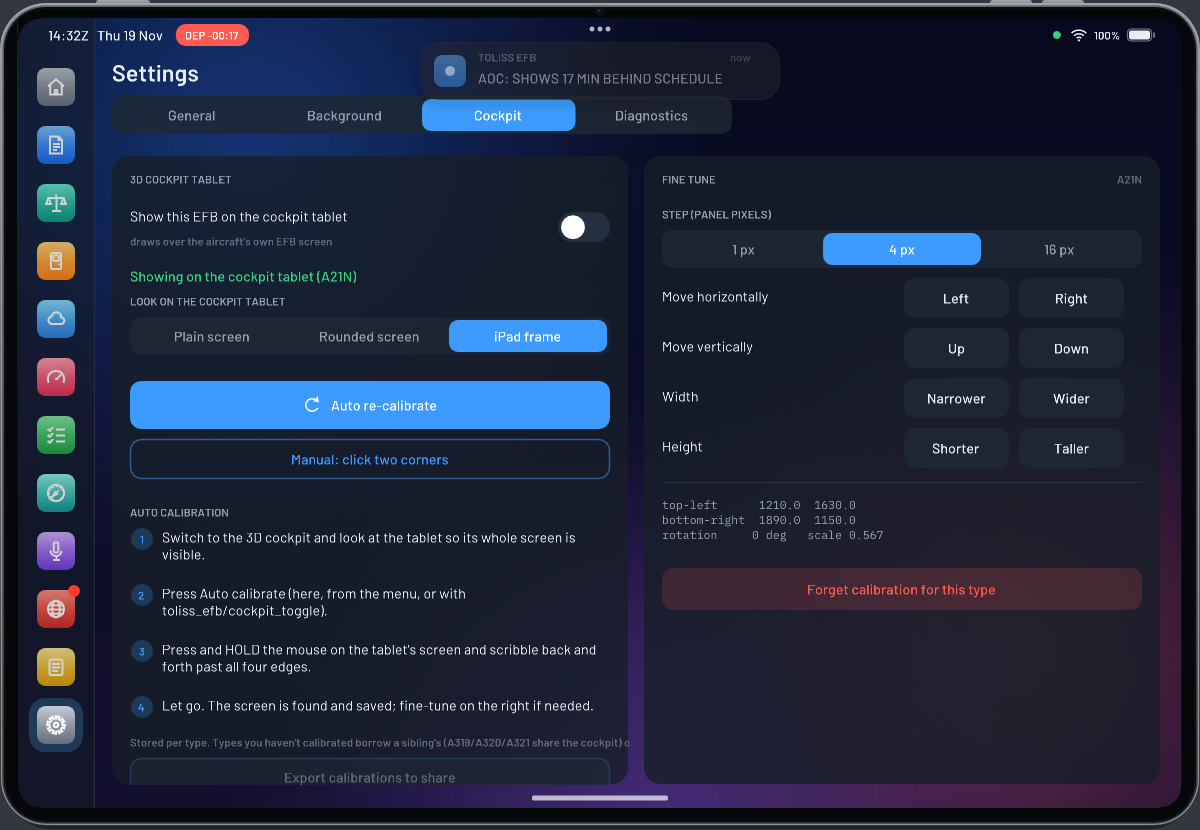 14:32Z Thu 19 Nov DEP -00:17
100%
TOLISS EFB now
AOC: SHOWS 17 MIN BEHIND SCHEDULE
Settings
General Background Cockpit Diagnostics
3D COCKPIT TABLET
Show this EFB on the cockpit tablet
draws over the aircraft's own EFB screen
Showing on the cockpit tablet (A21N)
LOOK ON THE COCKPIT TABLET
Plain screen Rounded screen iPad frame
Auto re-calibrate
Manual: click two corners
AUTO CALIBRATION
1 Switch to the 3D cockpit and look at the tablet so its whole screen is
visible.
2 Press Auto calibrate (here, from the menu, or with
toliss_efb/cockpit_toggle).
3 Press and HOLD the mouse on the tablet's screen and scribble back and
forth past all four edges.
4 Let go. The screen is found and saved; fine-tune on the right if needed.
Stored per type. Types you haven't calibrated borrow a sibling's (A319/A320/A321 share the cockpit) o
Export calibrations to share
FINE TUNE A21N
STEP (PANEL PIXELS)
1 px 4 px 16 px
Move horizontally Left Right
Move vertically Up Down
Width Narrower Wider
Height Shorter Taller
top-left 1210.0 1630.0
bottom-right 1890.0 1150.0
rotation 0 deg scale 0.567
Forget calibration for this type